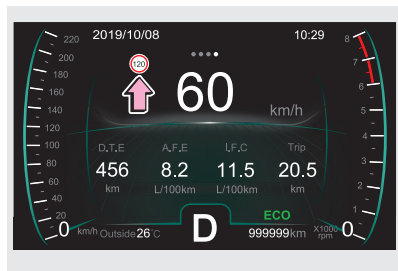 2019/10/08 10:29
120
60 km/h
D.T.E A.F.E I.F.C Trip
456 8.2 11.5 20.5
km L/100km L/100km km
220
200
180
160
140
120
100
80
60
40
20
0 km/h
8
7
6
5
4
3
2
1
X1000 rpm 0
Outside 26°C
D
ECO
999999km